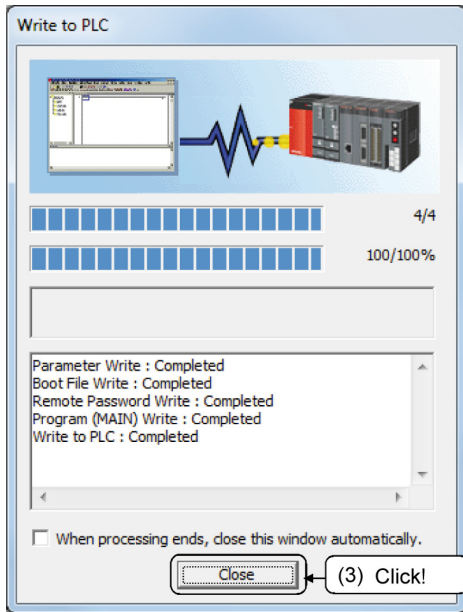 Write to PLC
4/4
100/100%
Parameter Write : Completed
Boot File Write : Completed
Remote Password Write : Completed
Program (MAIN) Write : Completed
Write to PLC : Completed
When processing ends, close this window automatically.
Close
(3) Click!